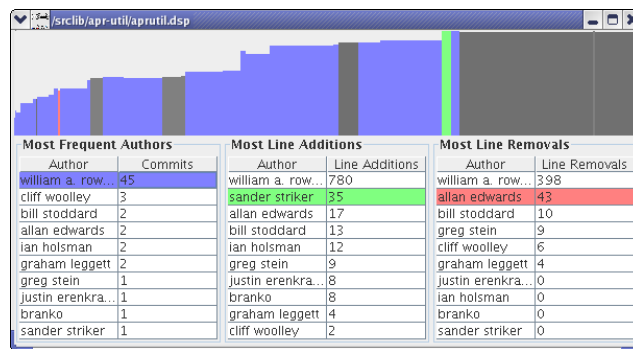 /srclib/apr-util/aprutil.dsp
Most Frequent Authors
Author Commits
william a. row... 45
cliff woolley 3
bill stoddard 2
allan edwards 2
ian holsman 2
graham leggett 2
greg stein 1
justin erenkra... 1
branko 1
sander striker 1
Most Line Additions
Author Line Additions
william a. row... 780
sander striker 35
allan edwards 17
bill stoddard 13
ian holsman 12
greg stein 9
justin erenkra... 8
branko 8
graham leggett 4
cliff woolley 2
Most Line Removals
Author Line Removals
william a. row... 398
allan edwards 43
bill stoddard 10
greg stein 9
cliff woolley 6
graham leggett 4
justin erenkra... 0
ian holsman 0
branko 0
sander striker 0